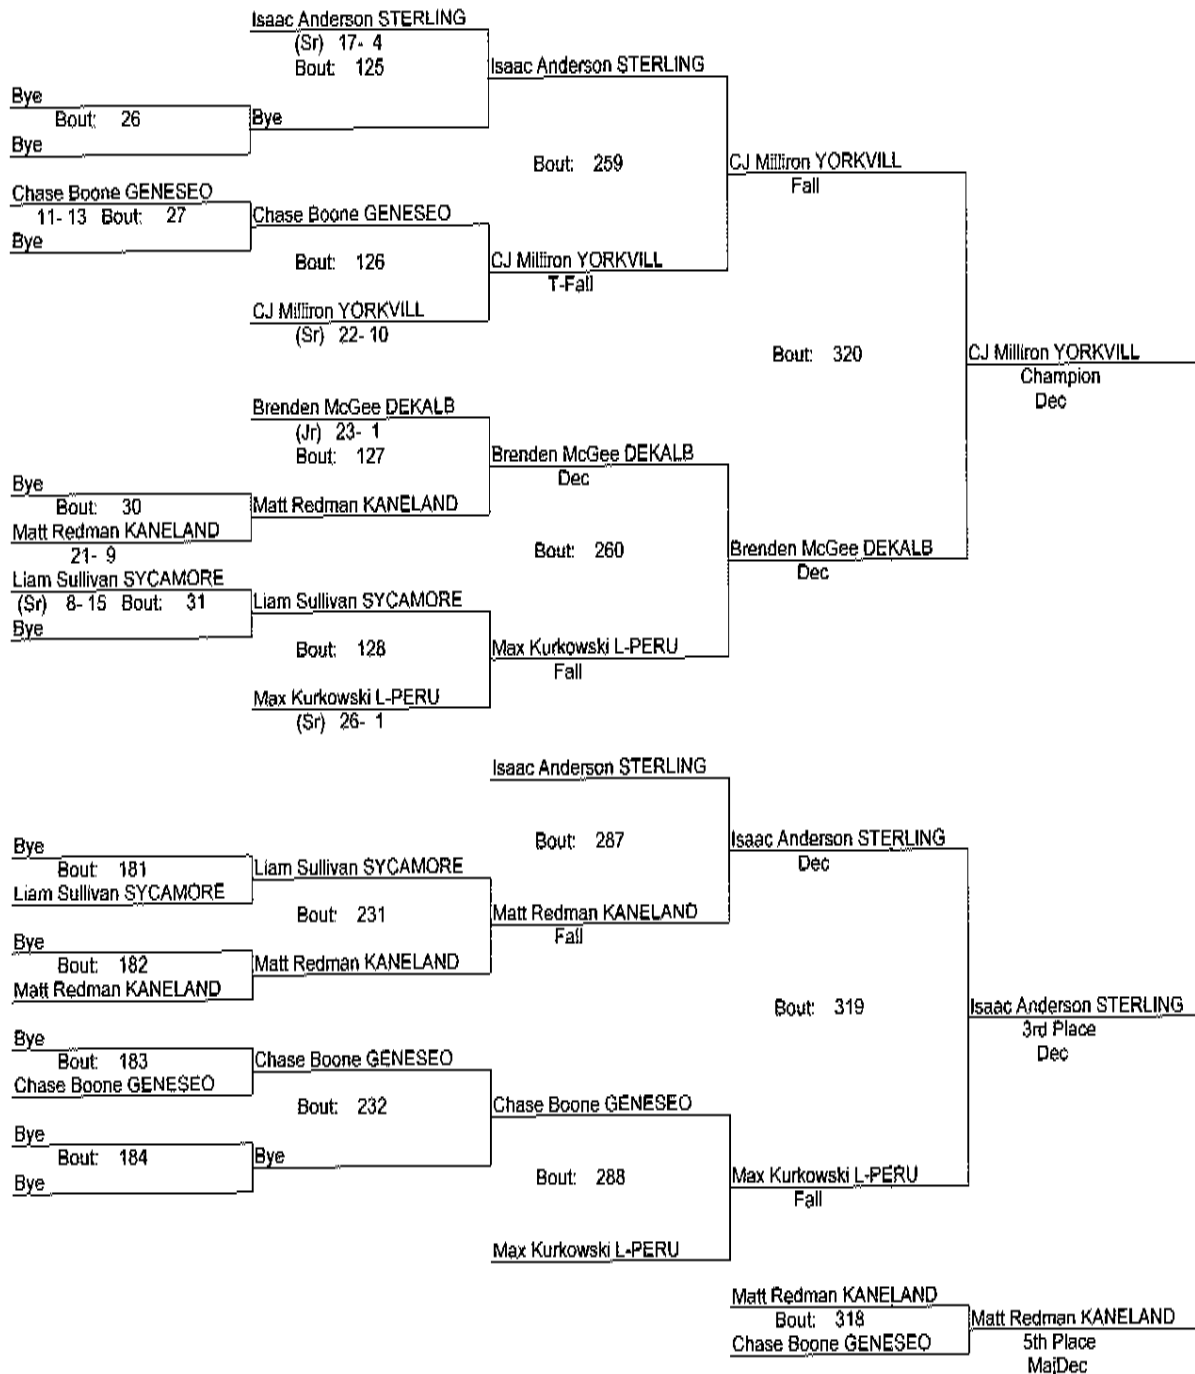 Isaac Anderson STERLING
(Sr) 17- 4
Bout: 125
Isaac Anderson STERLING
Bye
Bout: 26
Bye
Bye
Bout: 259
CJ Milliron YORKVILL
Fall
Chase Boone GENESEO
11- 13 Bout: 27
Chase Boone GENESEO
Bye
Bout: 126
CJ Milliron YORKVILL
T-Fall
CJ Milliron YORKVILL
(Sr) 22- 10
Bout: 320
CJ Milliron YORKVILL
Champion
Dec
Brenden McGee DEKALB
(Jr) 23- 1
Bout: 127
Brenden McGee DEKALB
Dec
Bye
Bout: 30
Matt Redman KANELAND
Matt Redman KANELAND
21- 9
Bout: 260
Brenden McGee DEKALB
Dec
Liam Sullivan SYCAMORE
(Sr) 8- 15 Bout: 31
Liam Sullivan SYCAMORE
Bye
Bout: 128
Max Kurkowski L-PERU
Fall
Max Kurkowski L-PERU
(Sr) 26- 1
Isaac Anderson STERLING
Bout: 287
Isaac Anderson STERLING
Dec
Bye
Bout: 181
Liam Sullivan SYCAMORE
Liam Sullivan SYCAMORE
Bout: 231
Matt Redman KANELAND
Fall
Bye
Bout: 182
Matt Redman KANELAND
Matt Redman KANELAND
Bout: 319
Isaac Anderson STERLING
3rd Place
Dec
Bye
Bout: 183
Chase Boone GENESEO
Chase Boone GENESEO
Bout: 232
Chase Boone GENESEO
Bye
Bout: 184
Bye
Bye
Bout: 288
Max Kurkowski L-PERU
Fall
Max Kurkowski L-PERU
Matt Redman KANELAND
Bout: 318
Matt Redman KANELAND
Chase Boone GENESEO
5th Place
MajDec